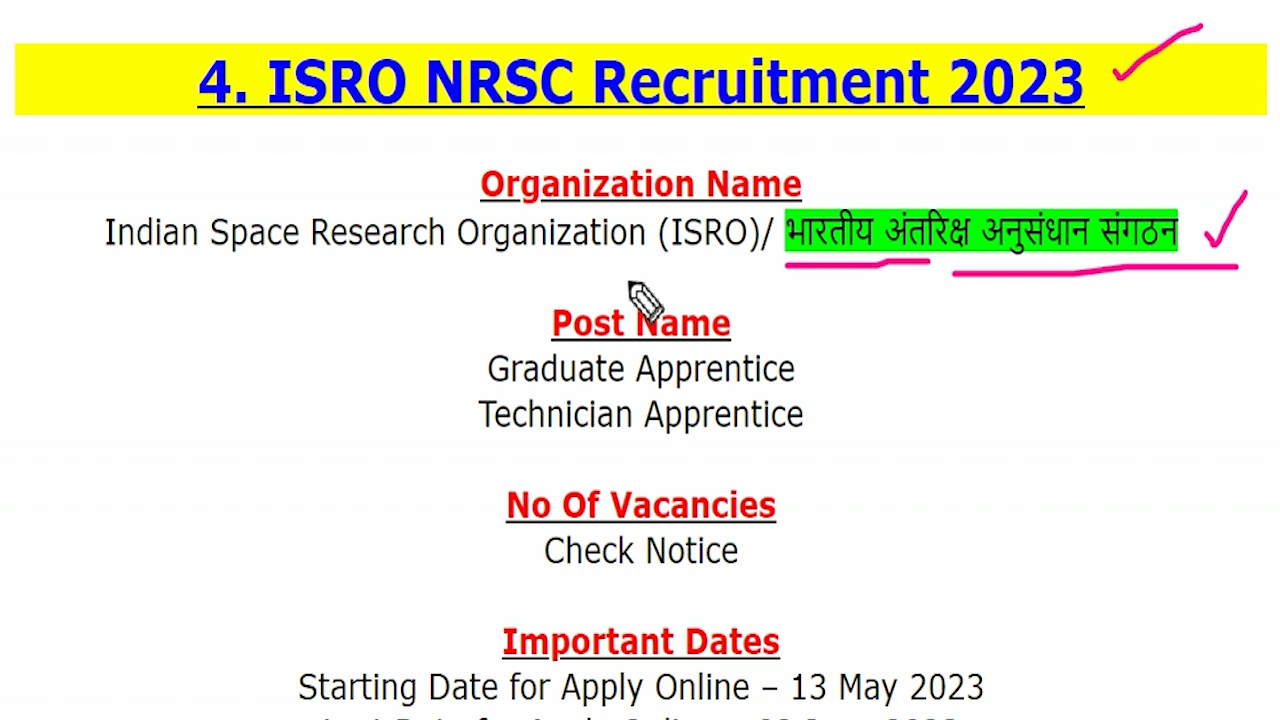 4. ISRO NRSC Recruitment 2023
Organization Name
Indian Space Research Organization (ISRO)/ भारतीय अंतरिक्ष अनुसंधान संगठन
Post Name
Graduate Apprentice
Technician Apprentice
No Of Vacancies
Check Notice
Important Dates
Starting Date for Apply Online – 13 May 2023